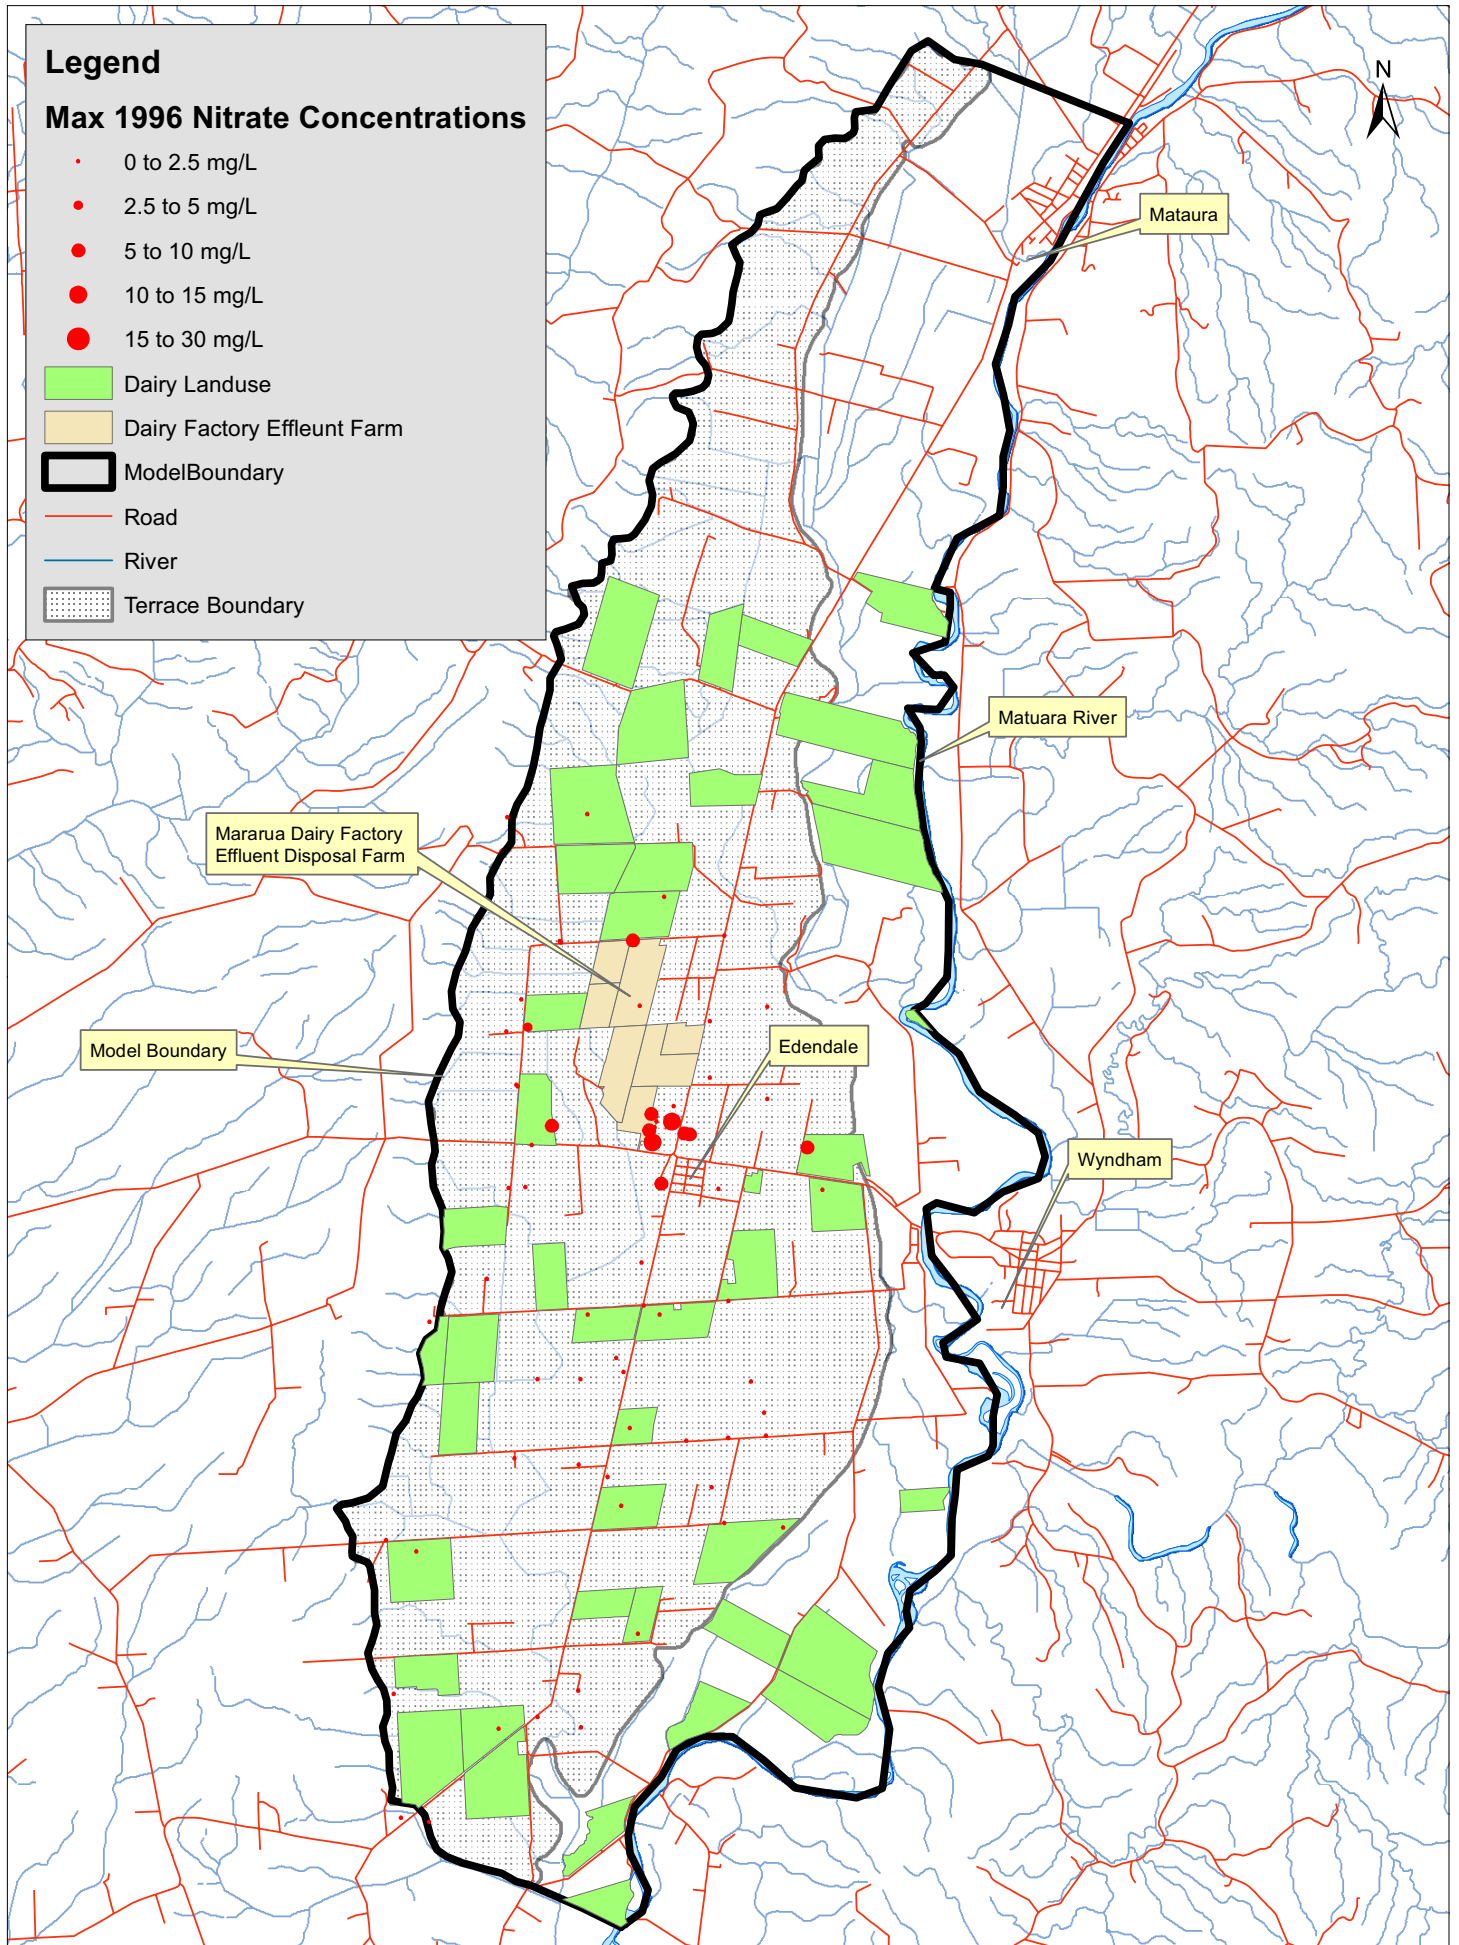 Legend
Max 1996 Nitrate Concentrations
0 to 2.5 mg/L
2.5 to 5 mg/L
5 to 10 mg/L
10 to 15 mg/L
15 to 30 mg/L
Dairy Landuse
Dairy Factory Effleunt Farm
ModelBoundary
Road
River
Terrace Boundary
N
Mataura
Matuara River
Mararua Dairy Factory
Effluent Disposal Farm
Model Boundary
Edendale
Wyndham